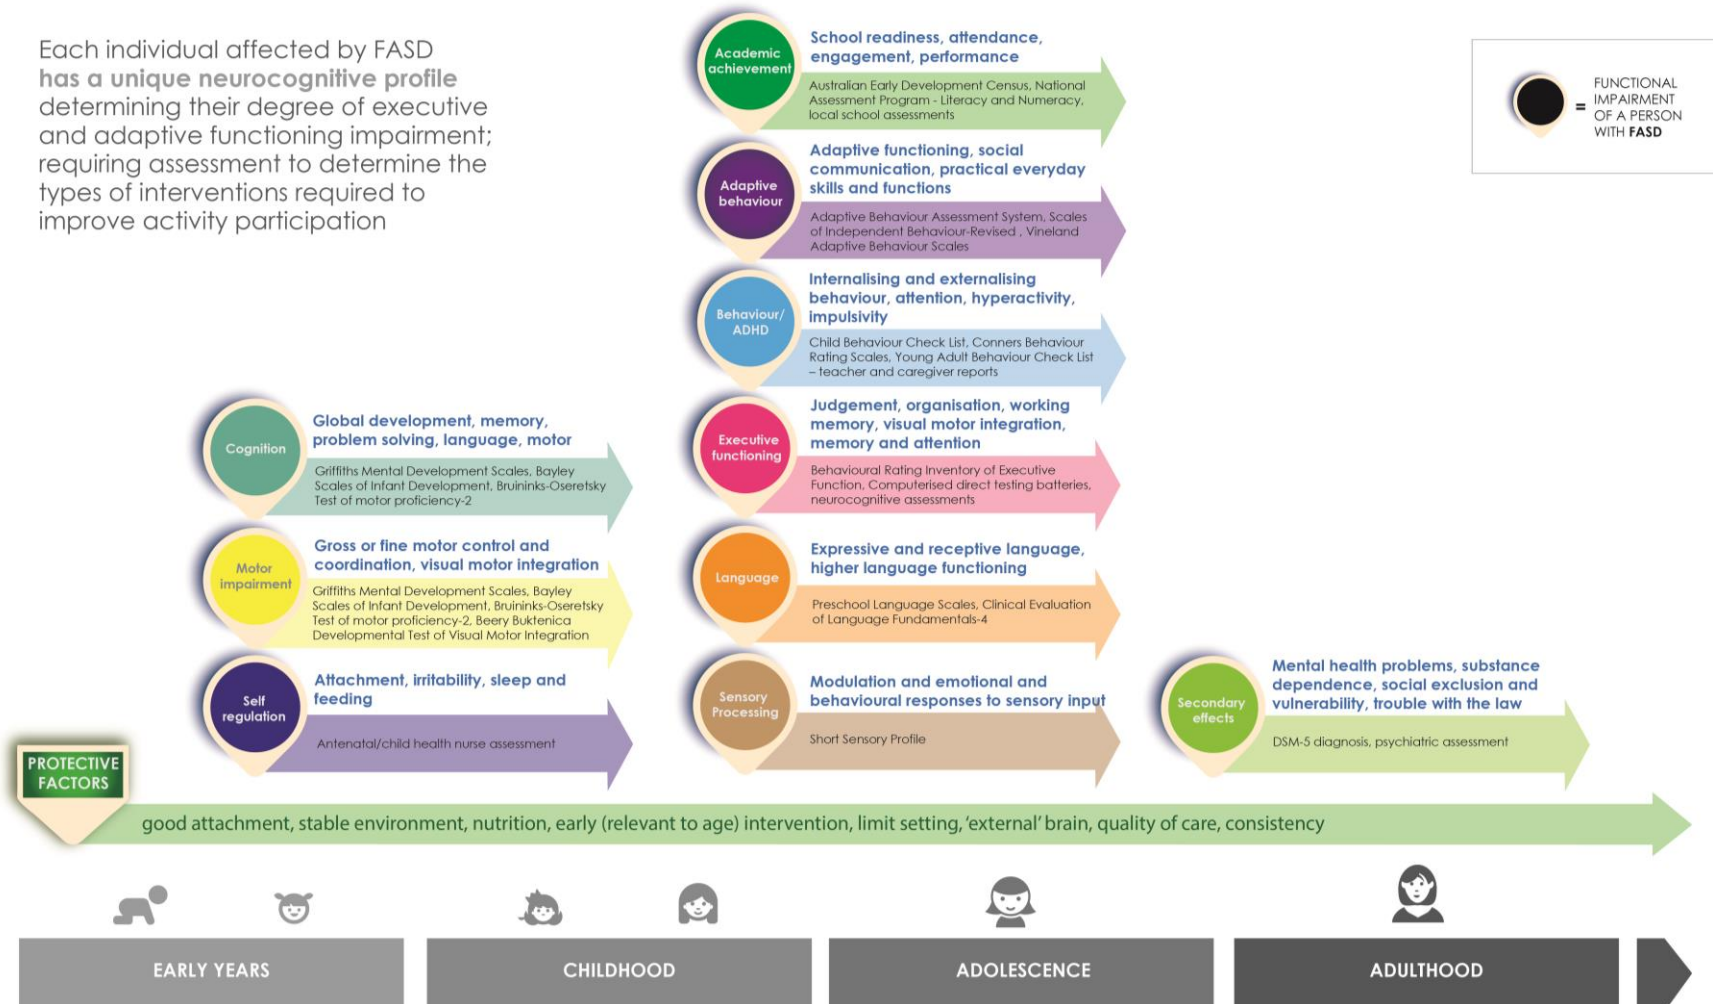 Each individual affected by FASD
has a unique neurocognitive profile
determining their degree of executive
and adaptive functioning impairment;
requiring assessment to determine the
types of interventions required to
improve activity participation
Academic
achievement
School readiness, attendance,
engagement, performance
Australian Early Development Census, National
Assessment Program - Literacy and Numeracy,
local school assessments
FUNCTIONAL
IMPAIRMENT
OF A PERSON
WITH FASD
=
Adaptive
behaviour
Adaptive functioning, social
communication, practical everyday
skills and functions
Adaptive Behaviour Assessment System, Scales
of Independent Behaviour-Revised , Vineland
Adaptive Behaviour Scales
Behaviour/
ADHD
Internalising and externalising
behaviour, attention, hyperactivity,
impulsivity
Child Behaviour Check List, Conners Behaviour
Rating Scales, Young Adult Behaviour Check List
– teacher and caregiver reports
Cognition
Global development, memory,
problem solving, language, motor
Griffiths Mental Development Scales, Bayley
Scales of Infant Development, Bruininks-Oseretsky
Test of motor proficiency-2
Executive
functioning
Judgement, organisation, working
memory, visual motor integration,
memory and attention
Behavioural Rating Inventory of Executive
Function, Computerised direct testing batteries,
neurocognitive assessments
Motor
impairment
Gross or fine motor control and
coordination, visual motor integration
Griffiths Mental Development Scales, Bayley
Scales of Infant Development, Bruininks-Oseretsky
Test of motor proficiency-2, Beery Buktenica
Developmental Test of Visual Motor Integration
Language
Expressive and receptive language,
higher language functioning
Preschool Language Scales, Clinical Evaluation
of Language Fundamentals-4
Self
regulation
Attachment, irritability, sleep and
feeding
Antenatal/child health nurse assessment
Sensory
Processing
Modulation and emotional and
behavioural responses to sensory input
Short Sensory Profile
Secondary
effects
Mental health problems, substance
dependence, social exclusion and
vulnerability, trouble with the law
DSM-5 diagnosis, psychiatric assessment
PROTECTIVE
FACTORS
good attachment, stable environment, nutrition, early (relevant to age) intervention, limit setting, ‘external’ brain, quality of care, consistency
EARLY YEARS
CHILDHOOD
ADOLESCENCE
ADULTHOOD